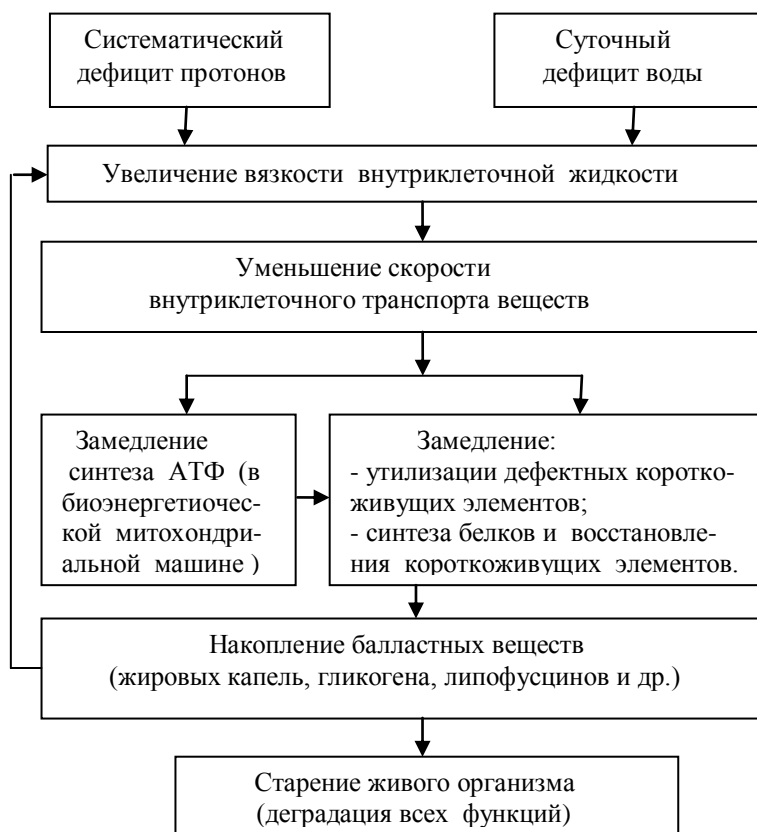 Систематический
дефицит протонов
Суточный
дефицит воды
Увеличение вязкости внутриклеточной жидкости
Уменьшение скорости
внутриклеточного транспорта веществ
Замедление
синтеза АТФ (в
биоэнергетиочес-
кой митохондри-
альной машине )
Замедление:
- утилизации дефектных коротко-
живущих элементов;
- синтеза белков и восстановле-
ния короткоживущих элементов.
Накопление балластных веществ
(жировых капель, гликогена, липофусцинов и др.)
Старение живого организма
(деградация всех функций)